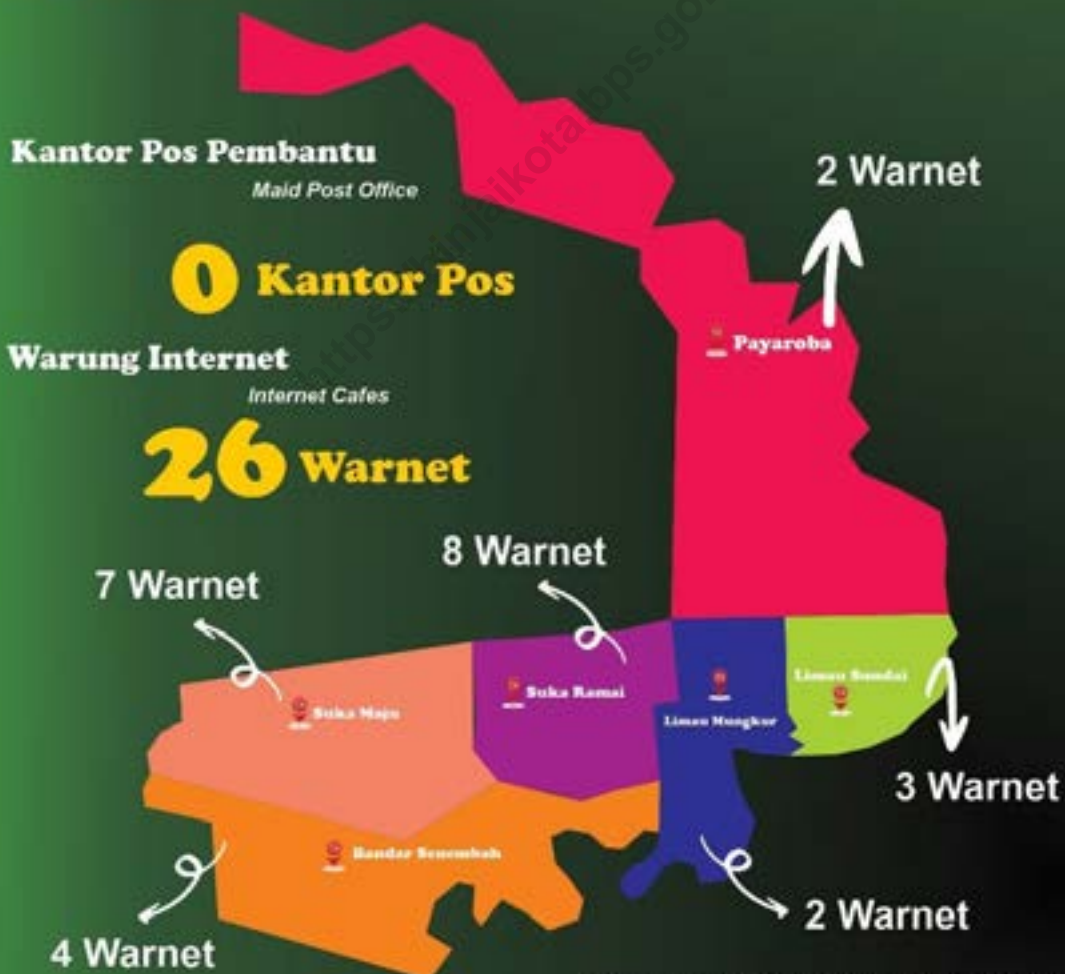 Kantor Pos Pembantu
Maid Post Office
0 Kantor Pos
Warung Internet
Internet Cafes
26 Warnet
2 Warnet
Payaroba
8 Warnet
7 Warnet
Suka Maju
Suka Ramai
Limau Mungkur
Limau Sundai
3 Warnet
Bandar Senembah
4 Warnet
2 Warnet